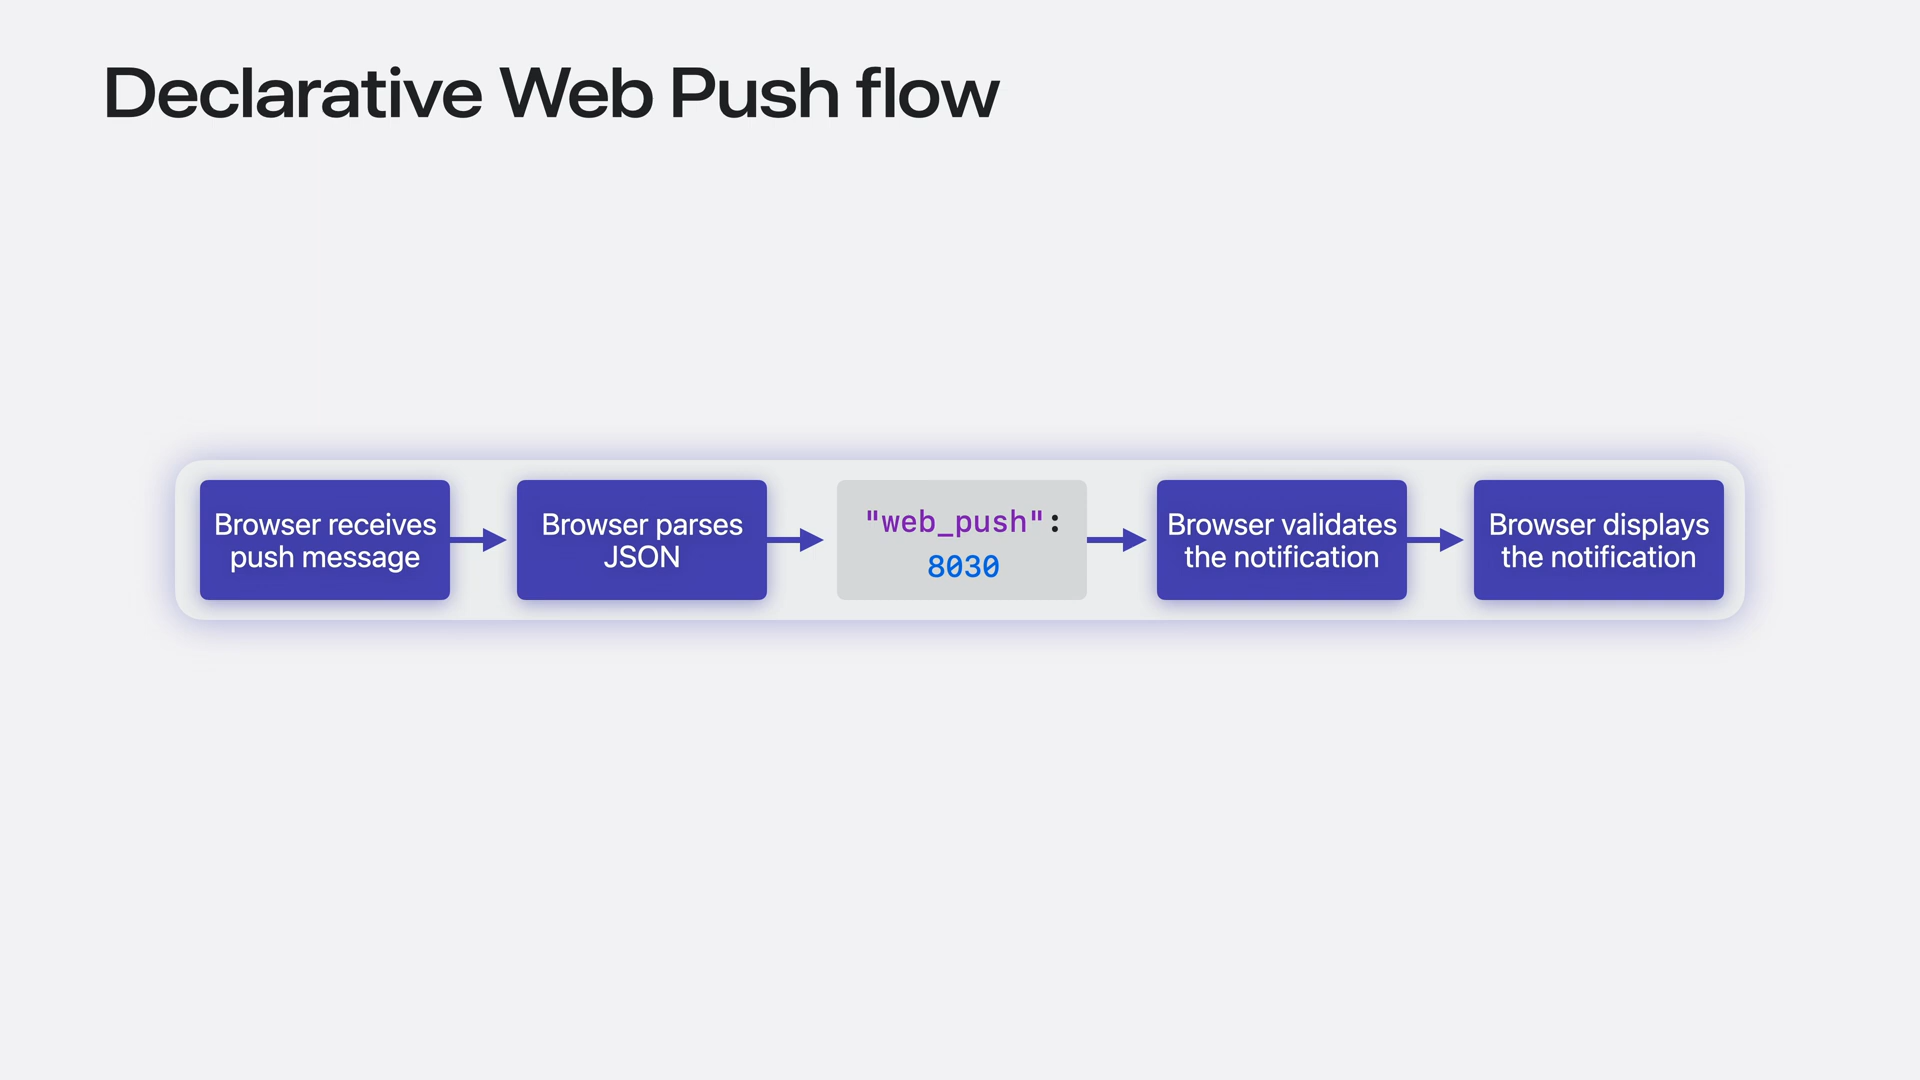 Declarative Web Push flow
Browser receives
push message
Browser parses
JSON
"web_push":
8030
Browser validates
the notification
Browser displays
the notification